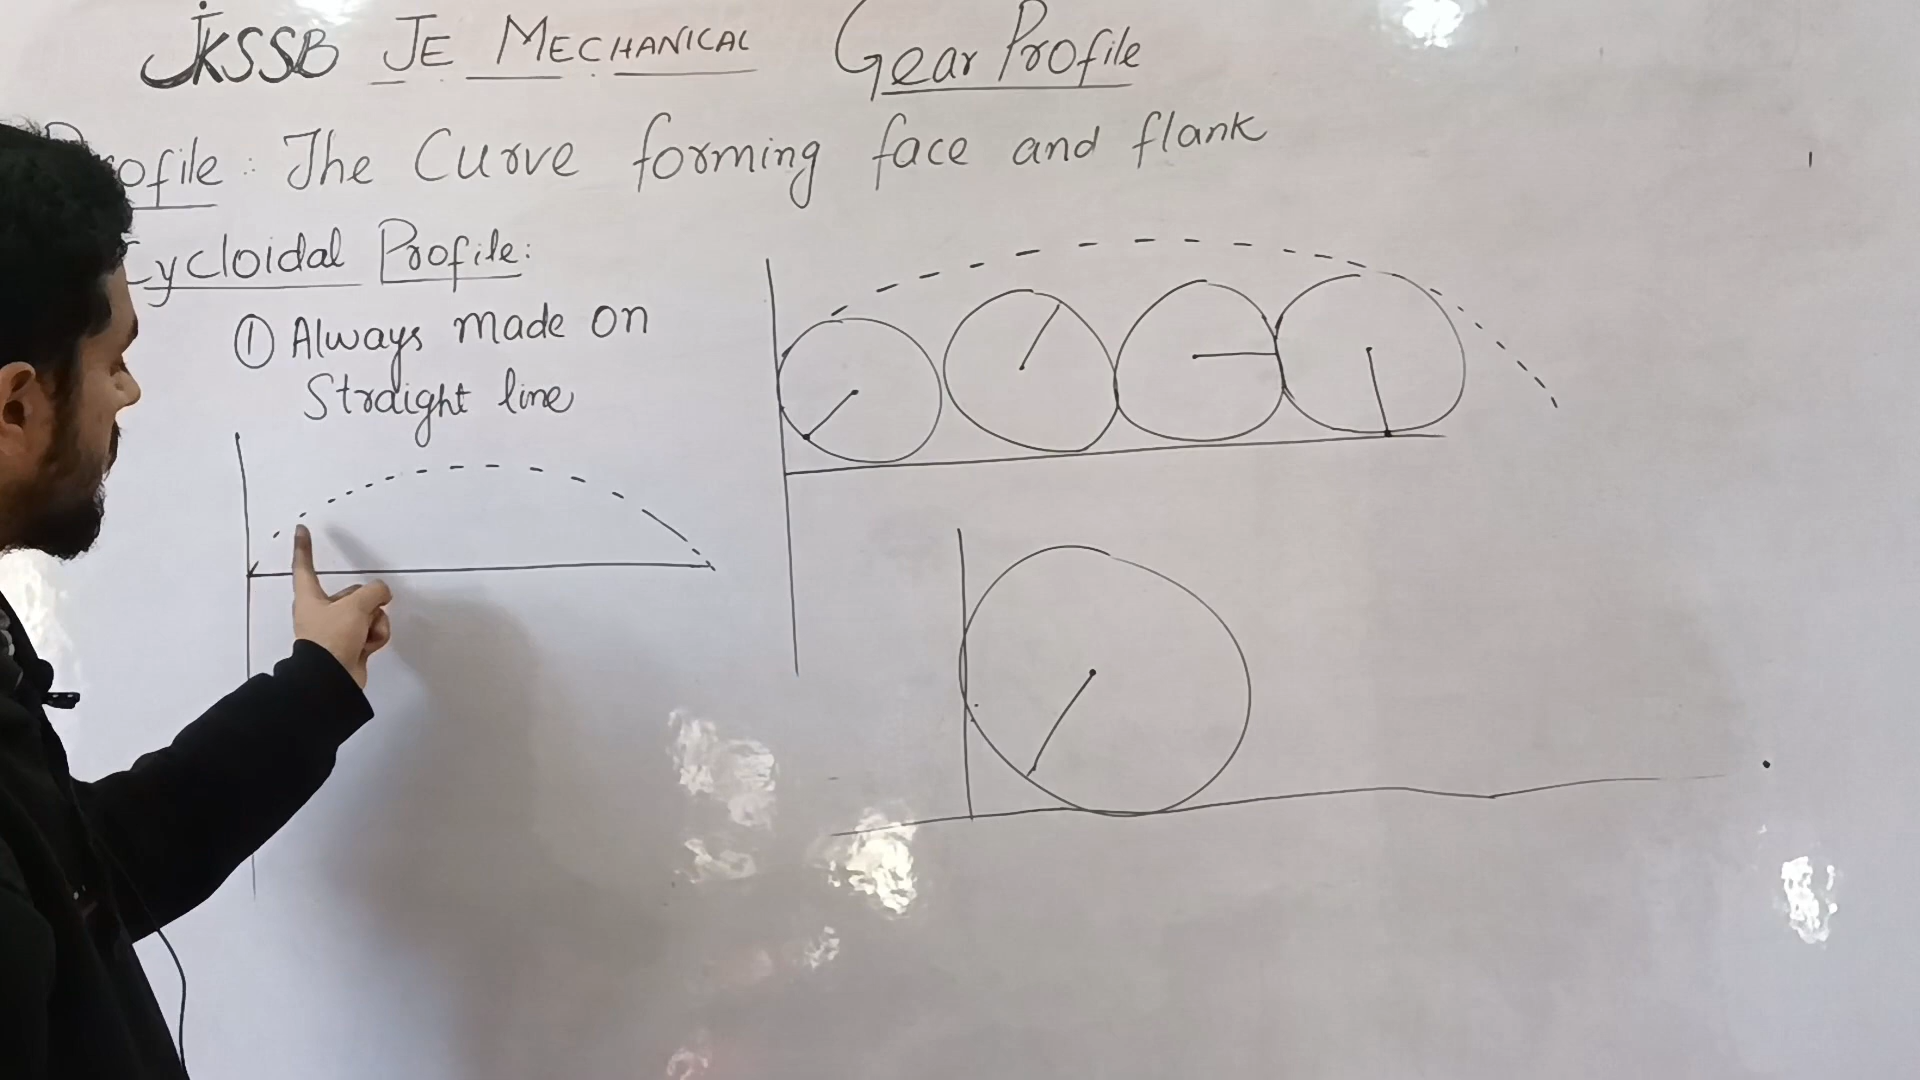 JKSSB JE MECHANICAL Gear Profile
ofile : The Curve forming face and flank
Cycloidal Profile:
① Always made on
Straight line